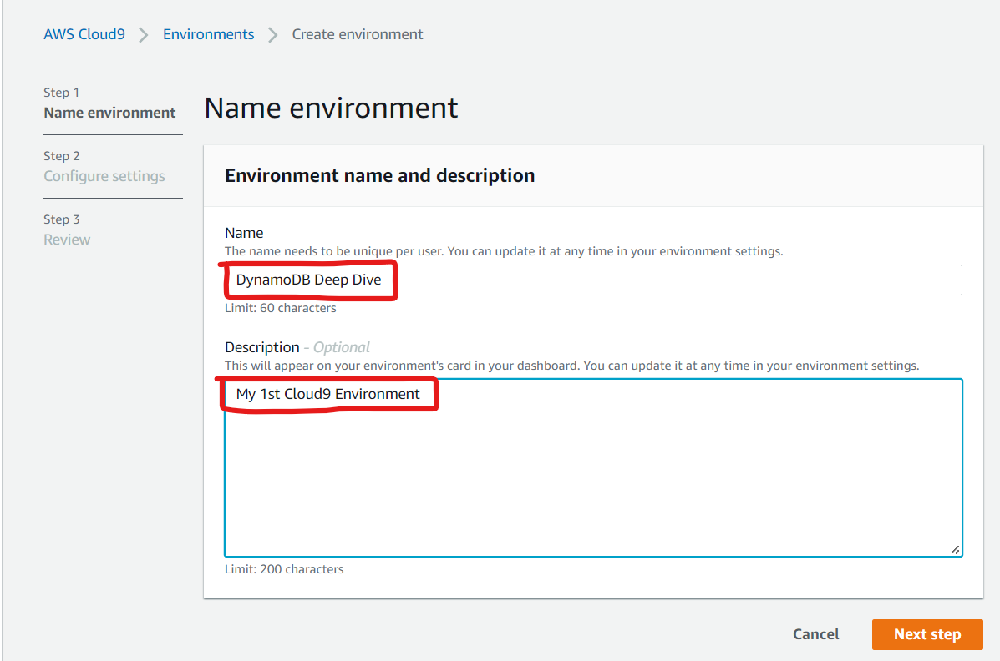 AWS Cloud9 > Environments > Create environment
Step 1
Name environment
Step 2
Configure settings
Step 3
Review
Name environment
Environment name and description
Name
The name needs to be unique per user. You can update it at any time in your environment settings.
DynamoDB Deep Dive
Limit: 60 characters
Description - Optional
This will appear on your environment's card in your dashboard. You can update it at any time in your environment settings.
My 1st Cloud9 Environment
Limit: 200 characters
Cancel
Next step